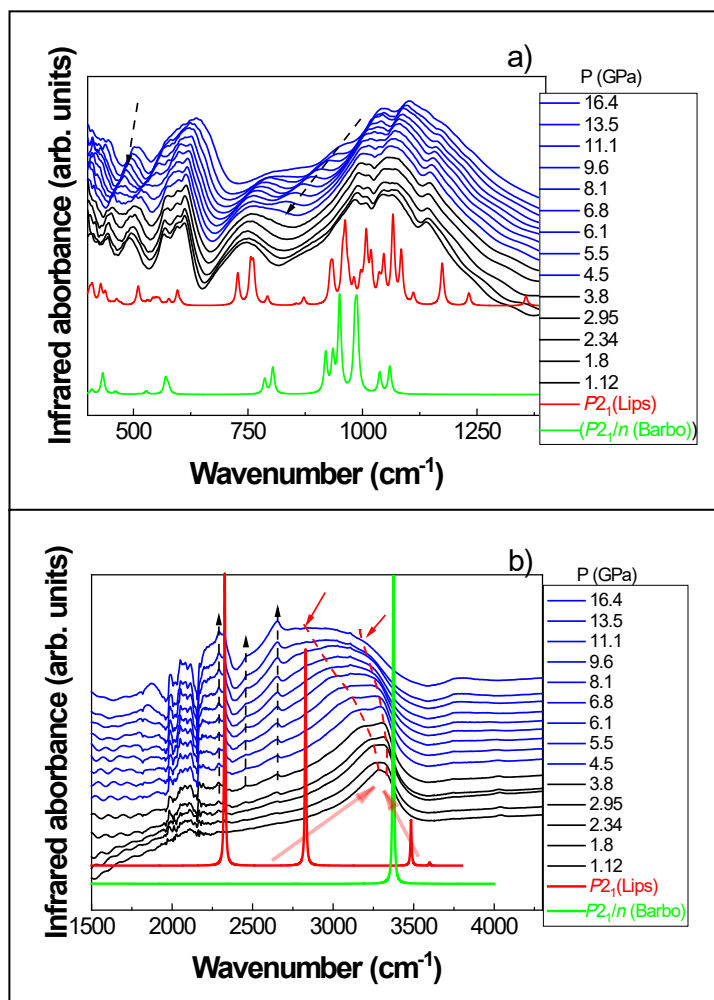 a)
P (GPa)
16.4
13.5
11.1
9.6
8.1
6.8
6.1
5.5
4.5
3.8
2.95
2.34
1.8
1.12
P2₁(Lips)
(P2₁/n (Barbo))
Infrared absorbance (arb. units)
500 750 1000 1250
Wavenumber (cm⁻¹)
b)
P (GPa)
16.4
13.5
11.1
9.6
8.1
6.8
6.1
5.5
4.5
3.8
2.95
2.34
1.8
1.12
P2₁(Lips)
P2₁/n (Barbo)
Infrared absorbance (arb. units)
1500 2000 2500 3000 3500 4000
Wavenumber (cm⁻¹)